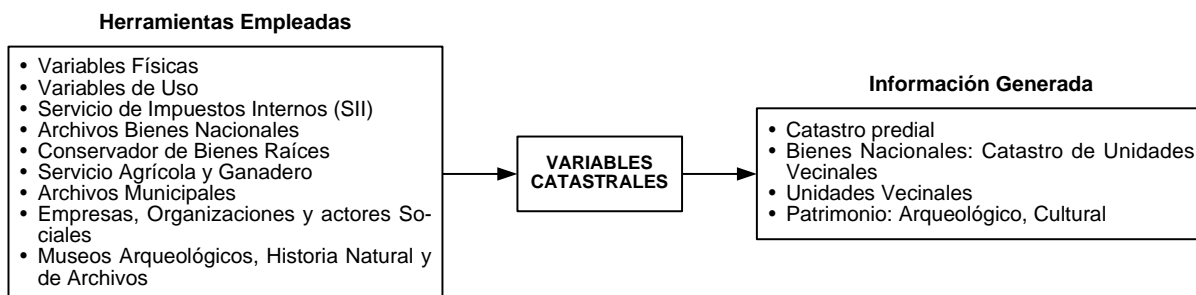 Herramientas Empleadas
• Variables Físicas
• Variables de Uso
• Servicio de Impuestos Internos (SII)
• Archivos Bienes Nacionales
• Conservador de Bienes Raíces
• Servicio Agrícola y Ganadero
• Archivos Municipales
• Empresas, Organizaciones y actores So-
ciales
• Museos Arqueológicos, Historia Natural y
de Archivos
VARIABLES
CATASTRALES
Información Generada
• Catastro predial
• Bienes Nacionales: Catastro de Unidades
Vecinales
• Unidades Vecinales
• Patrimonio: Arqueológico, Cultural